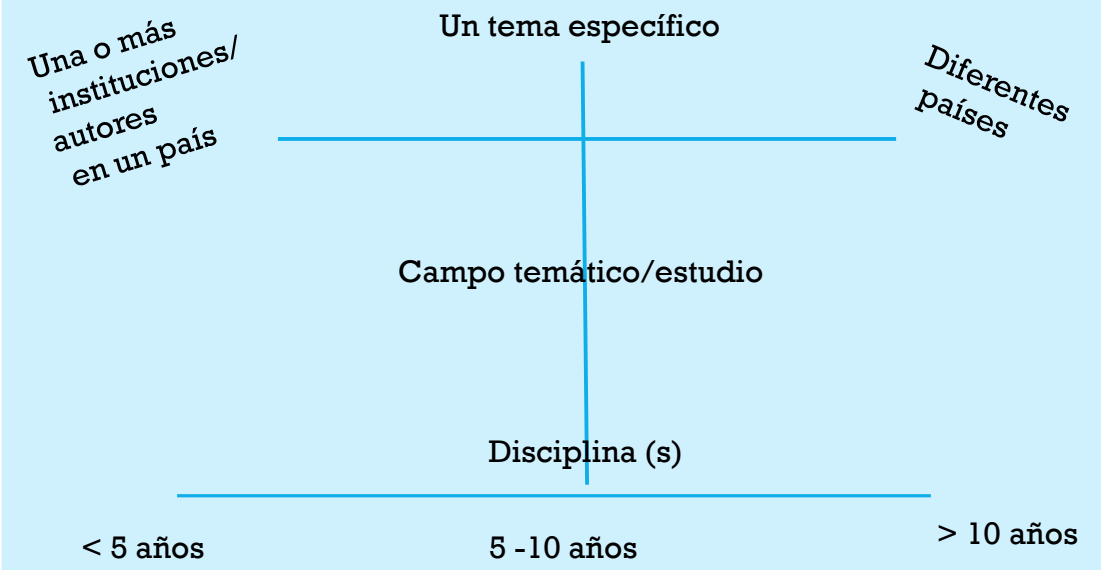 Un tema específico
Una o más
instituciones/
autores
en un país
Diferentes
países
Campo temático/estudio
Disciplina (s)
< 5 años
5 -10 años
> 10 años